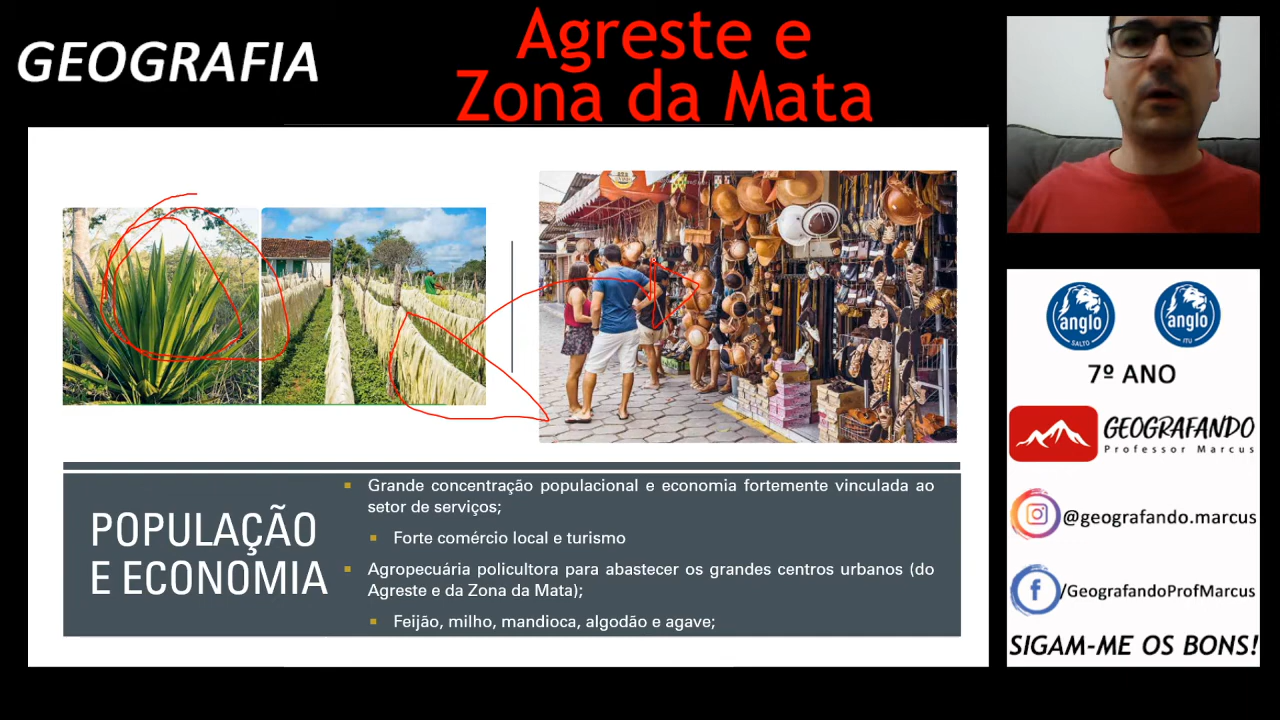 GEOGRAFIA
Agreste e
Zona da Mata
POPULAÇÃO
E ECONOMIA
▪ Grande concentração populacional e economia fortemente vinculada ao
setor de serviços;
▪ Forte comércio local e turismo
▪ Agropecuária policultora para abastecer os grandes centros urbanos (do
Agreste e da Zona da Mata);
▪ Feijão, milho, mandioca, algodão e agave;
anglo
SALTO
anglo
ITU
7º ANO
GEOGRAFANDO
Professor Marcus
@geografando.marcus
/GeografandoProfMarcus
SIGAM-ME OS BONS!